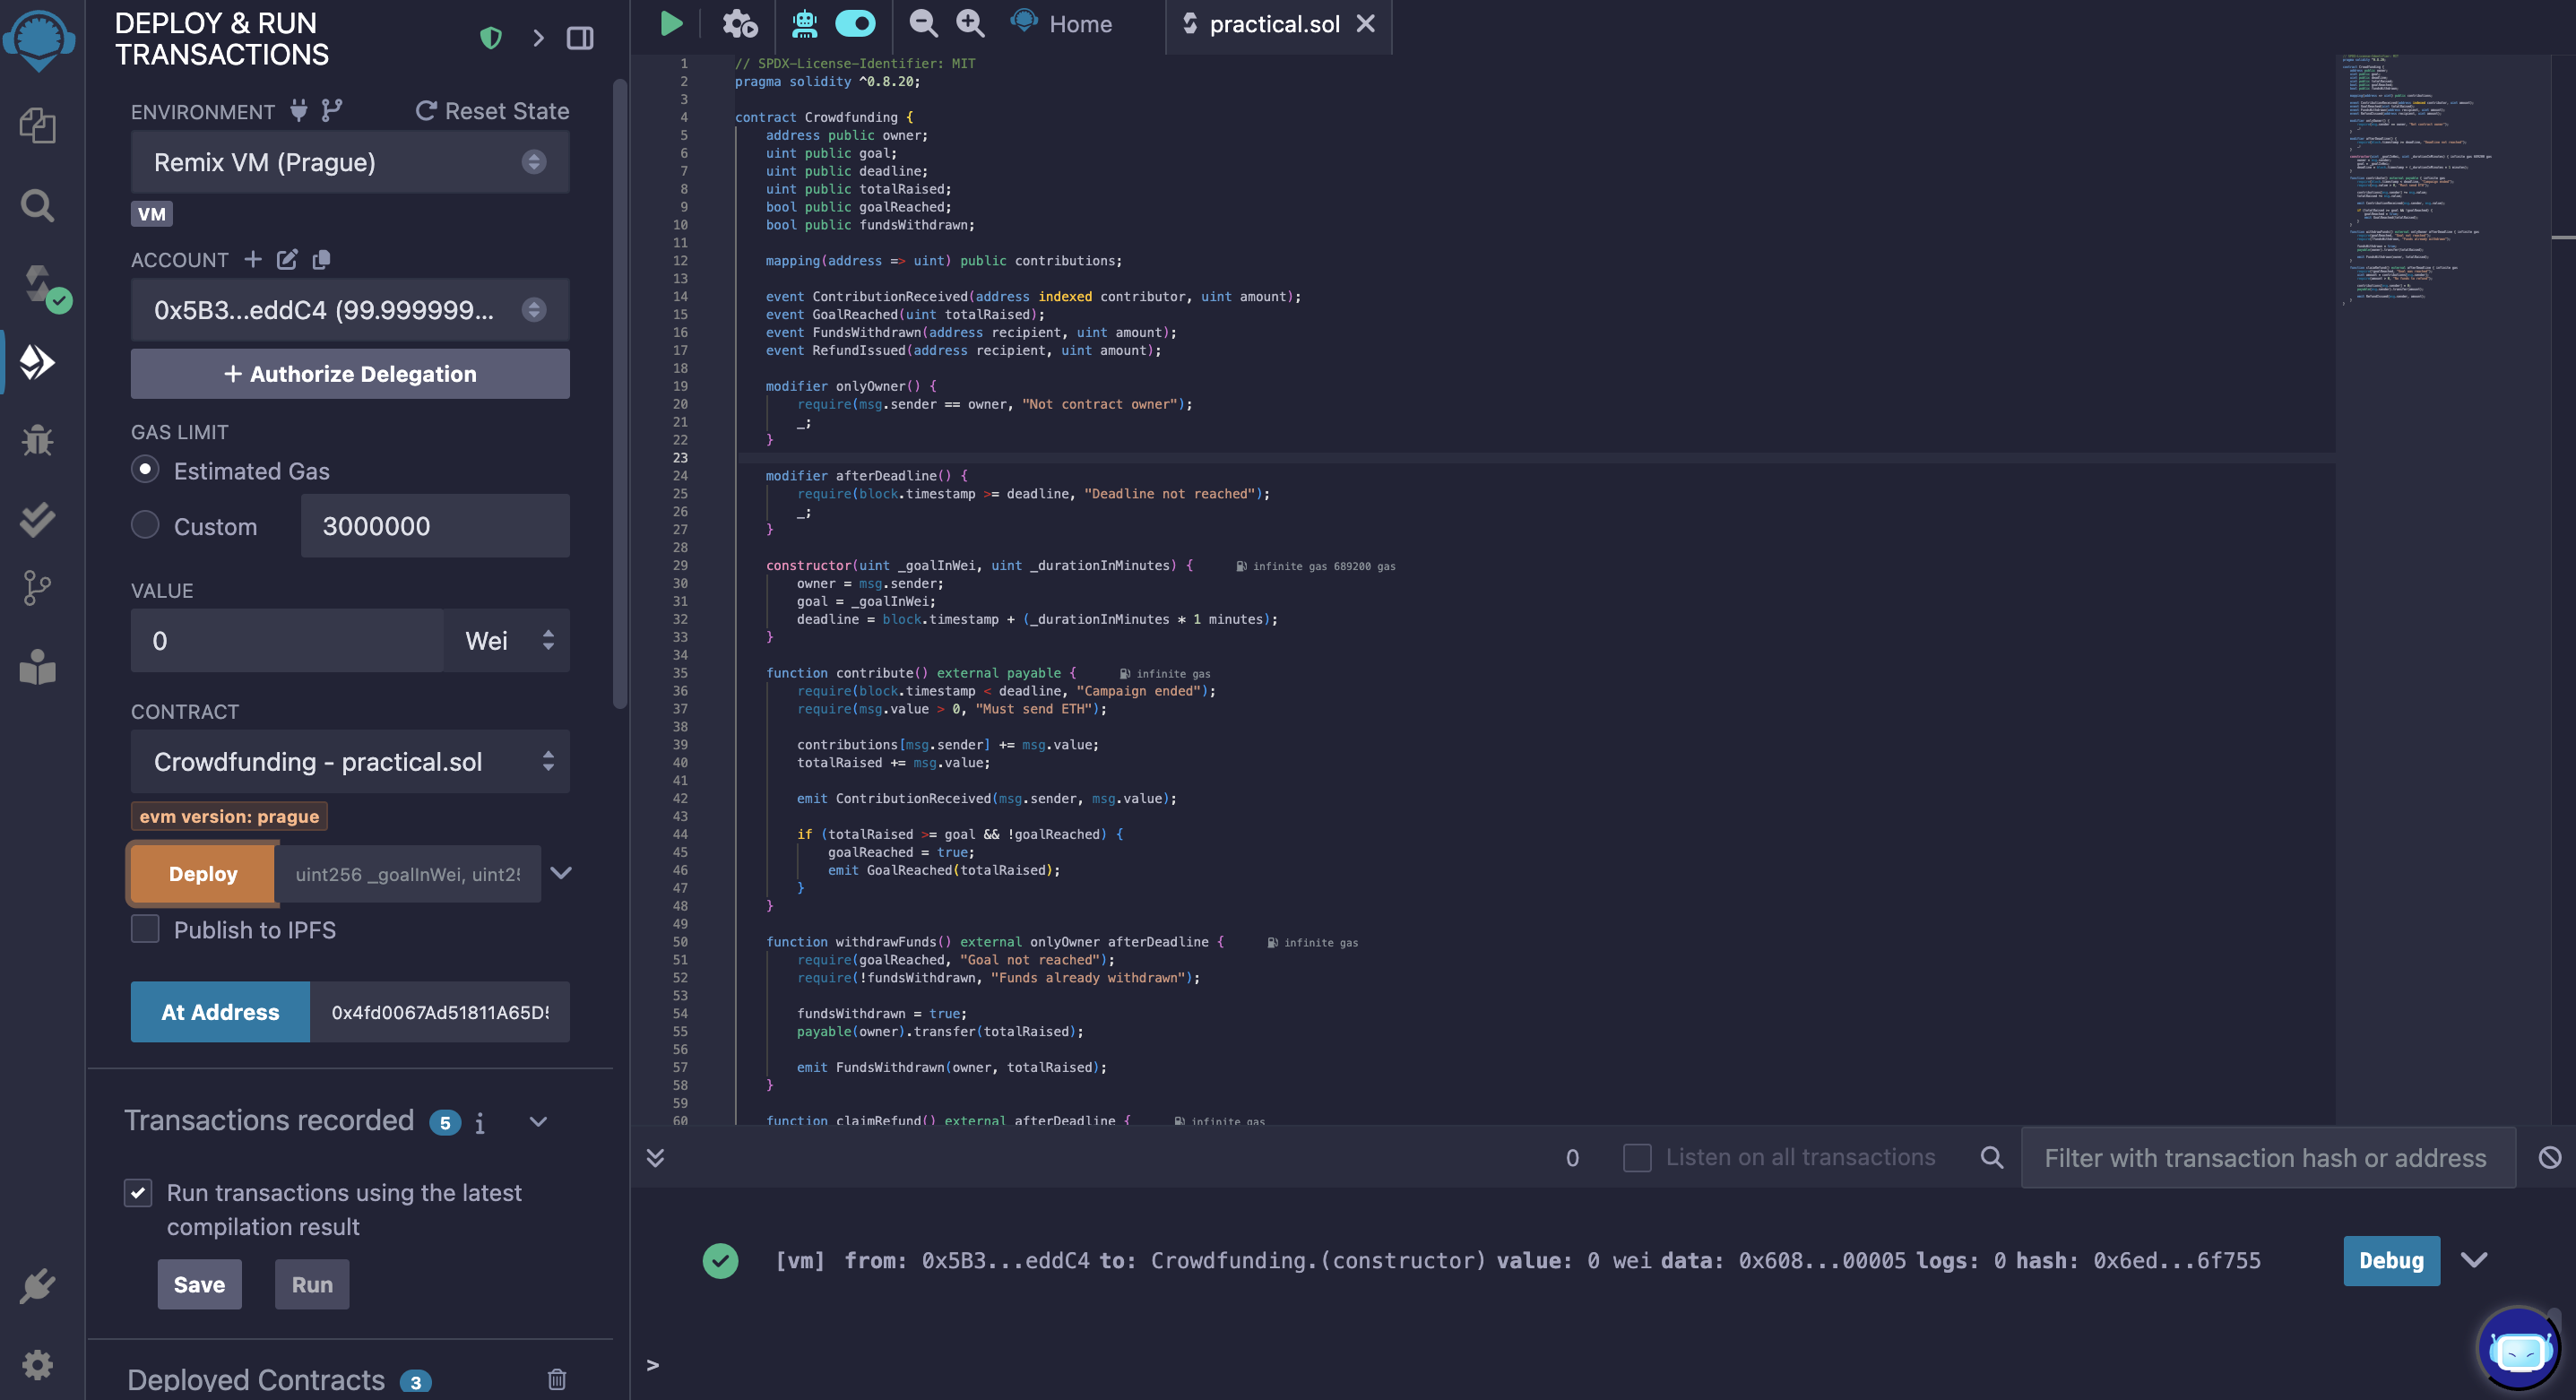 DEPLOY & RUN
TRANSACTIONS
ENVIRONMENT
Reset State
Remix VM (Prague)
VM
ACCOUNT
0x5B3...eddC4 (99.999999...
+ Authorize Delegation
GAS LIMIT
Estimated Gas
Custom
3000000
VALUE
0
Wei
CONTRACT
Crowdfunding - practical.sol
evm version: prague
Deploy
uint256 _goalInWei, uint25
Publish to IPFS
At Address
0x4fd0067Ad51811A65D5
Transactions recorded 5 i
Run transactions using the latest
compilation result
Save
Run
Deployed Contracts 3
Home
practical.sol
1 // SPDX-License-Identifier: MIT
2 pragma solidity ^0.8.20;
3
4 contract Crowdfunding {
5 address public owner;
6 uint public goal;
7 uint public deadline;
8 uint public totalRaised;
9 bool public goalReached;
10 bool public fundsWithdrawn;
11
12 mapping(address => uint) public contributions;
13
14 event ContributionReceived(address indexed contributor, uint amount);
15 event GoalReached(uint totalRaised);
16 event FundsWithdrawn(address recipient, uint amount);
17 event RefundIssued(address recipient, uint amount);
18
19 modifier onlyOwner() {
20 require(msg.sender == owner, "Not contract owner");
21 _;
22 }
23
24 modifier afterDeadline() {
25 require(block.timestamp >= deadline, "Deadline not reached");
26 _;
27 }
28
29 constructor(uint _goalInWei, uint _durationInMinutes) { infinite gas 689200 gas
30 owner = msg.sender;
31 goal = _goalInWei;
32 deadline = block.timestamp + (_durationInMinutes * 1 minutes);
33 }
34
35 function contribute() external payable { infinite gas
36 require(block.timestamp < deadline, "Campaign ended");
37 require(msg.value > 0, "Must send ETH");
38
39 contributions[msg.sender] += msg.value;
40 totalRaised += msg.value;
41
42 emit ContributionReceived(msg.sender, msg.value);
43
44 if (totalRaised >= goal && !goalReached) {
45 goalReached = true;
46 emit GoalReached(totalRaised);
47 }
48 }
49
50 function withdrawFunds() external onlyOwner afterDeadline { infinite gas
51 require(goalReached, "Goal not reached");
52 require(!fundsWithdrawn, "Funds already withdrawn");
53
54 fundsWithdrawn = true;
55 payable(owner).transfer(totalRaised);
56
57 emit FundsWithdrawn(owner, totalRaised);
58 }
59
60 function claimRefund() external afterDeadline { infinite gas
0
Listen on all transactions
Filter with transaction hash or address
[vm] from: 0x5B3...eddC4 to: Crowdfunding.(constructor) value: 0 wei data: 0x608...00005 logs: 0 hash: 0x6ed...6f755
Debug
>